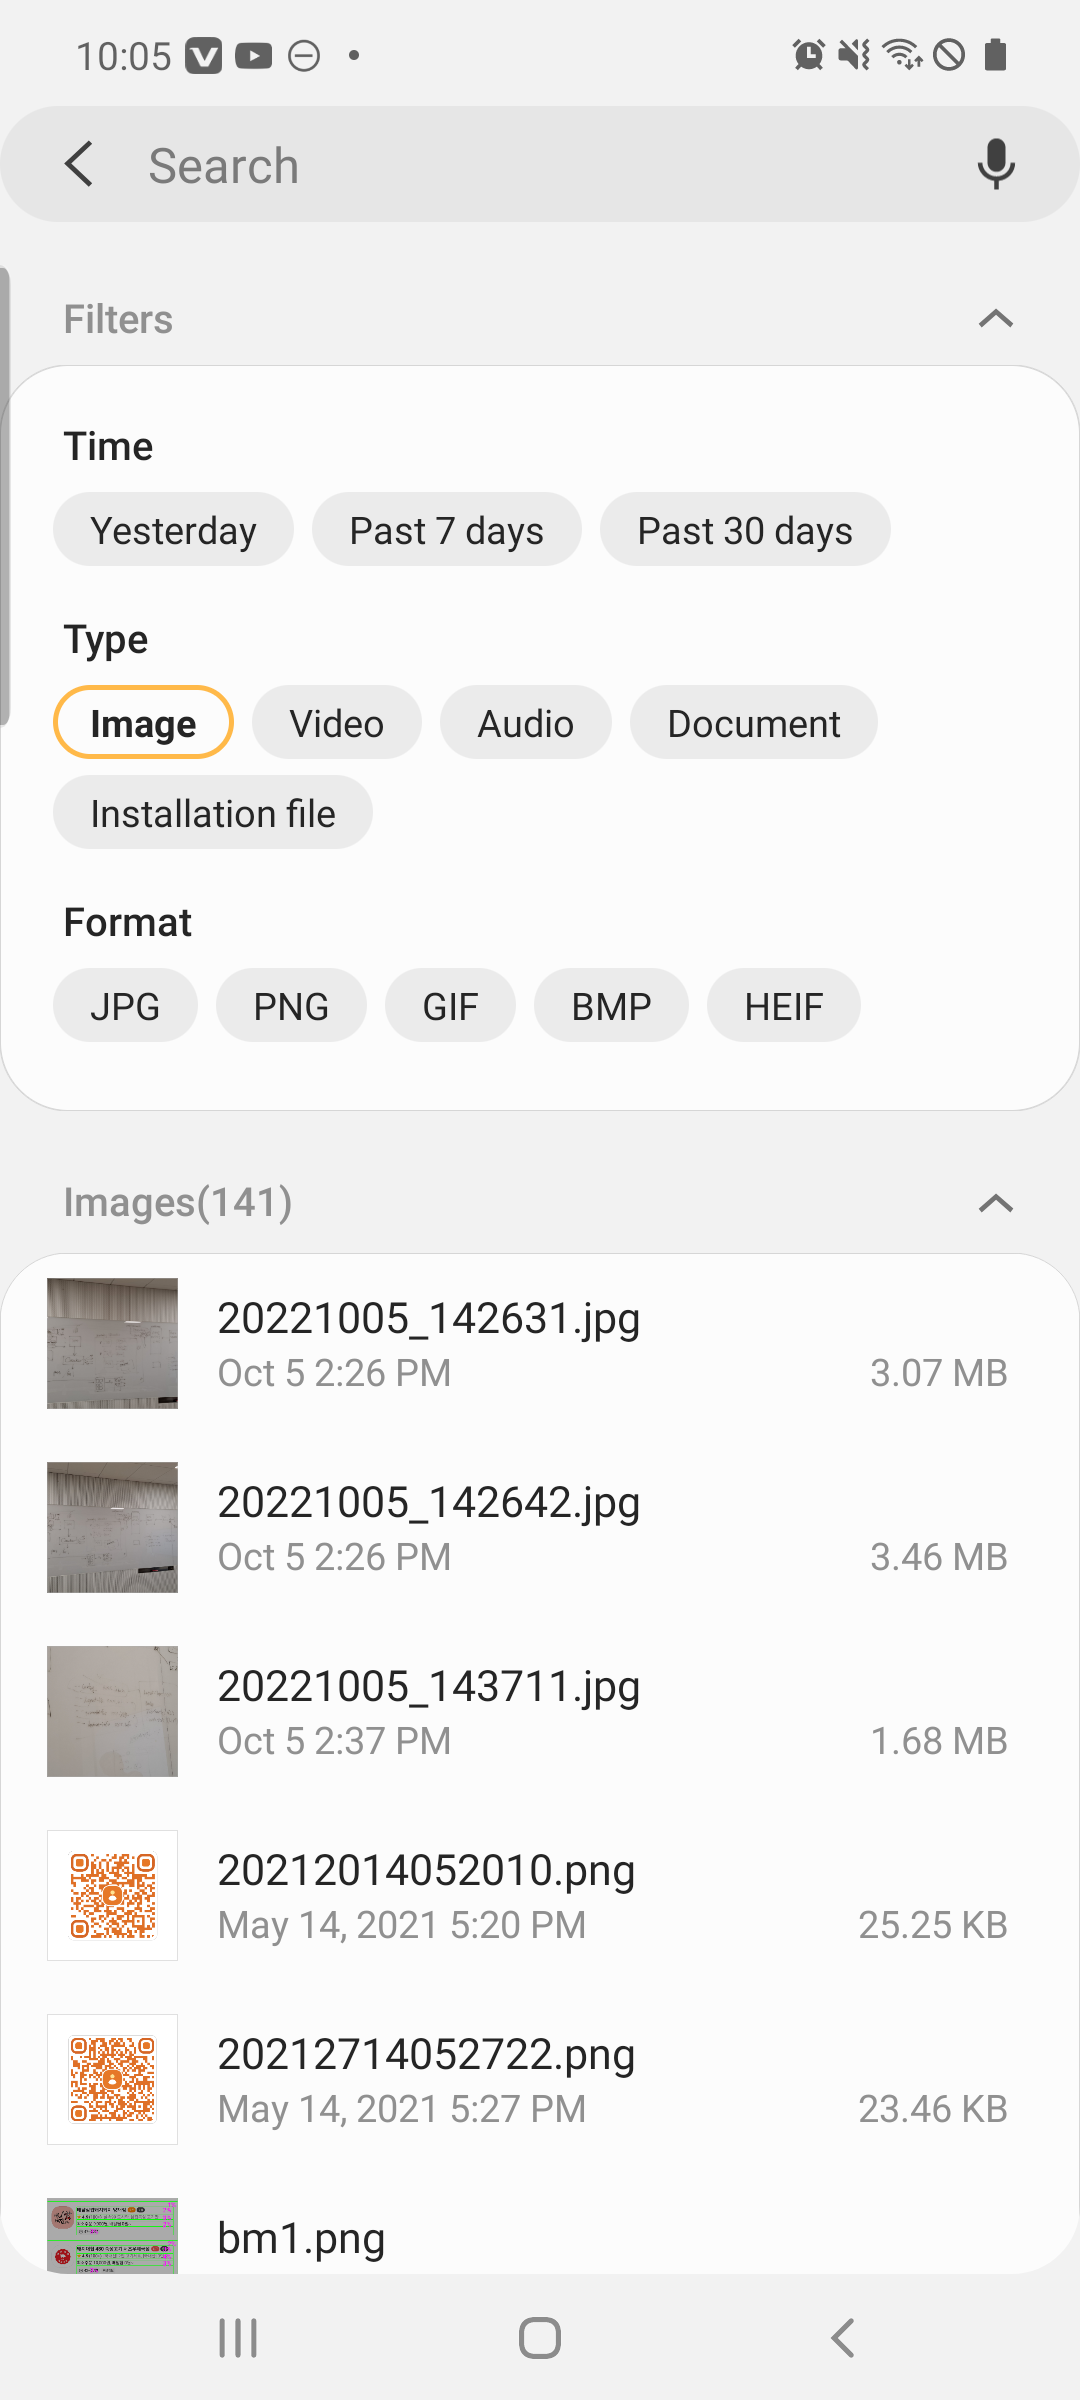 10:05
Search
Filters
Time
Yesterday Past 7 days Past 30 days
Type
Image Video Audio Document
Installation file
Format
JPG PNG GIF BMP HEIF
Images(141)
20221005_142631.jpg
Oct 5 2:26 PM 3.07 MB
20221005_142642.jpg
Oct 5 2:26 PM 3.46 MB
20221005_143711.jpg
Oct 5 2:37 PM 1.68 MB
20212014052010.png
May 14, 2021 5:20 PM 25.25 KB
20212714052722.png
May 14, 2021 5:27 PM 23.46 KB
bm1.png